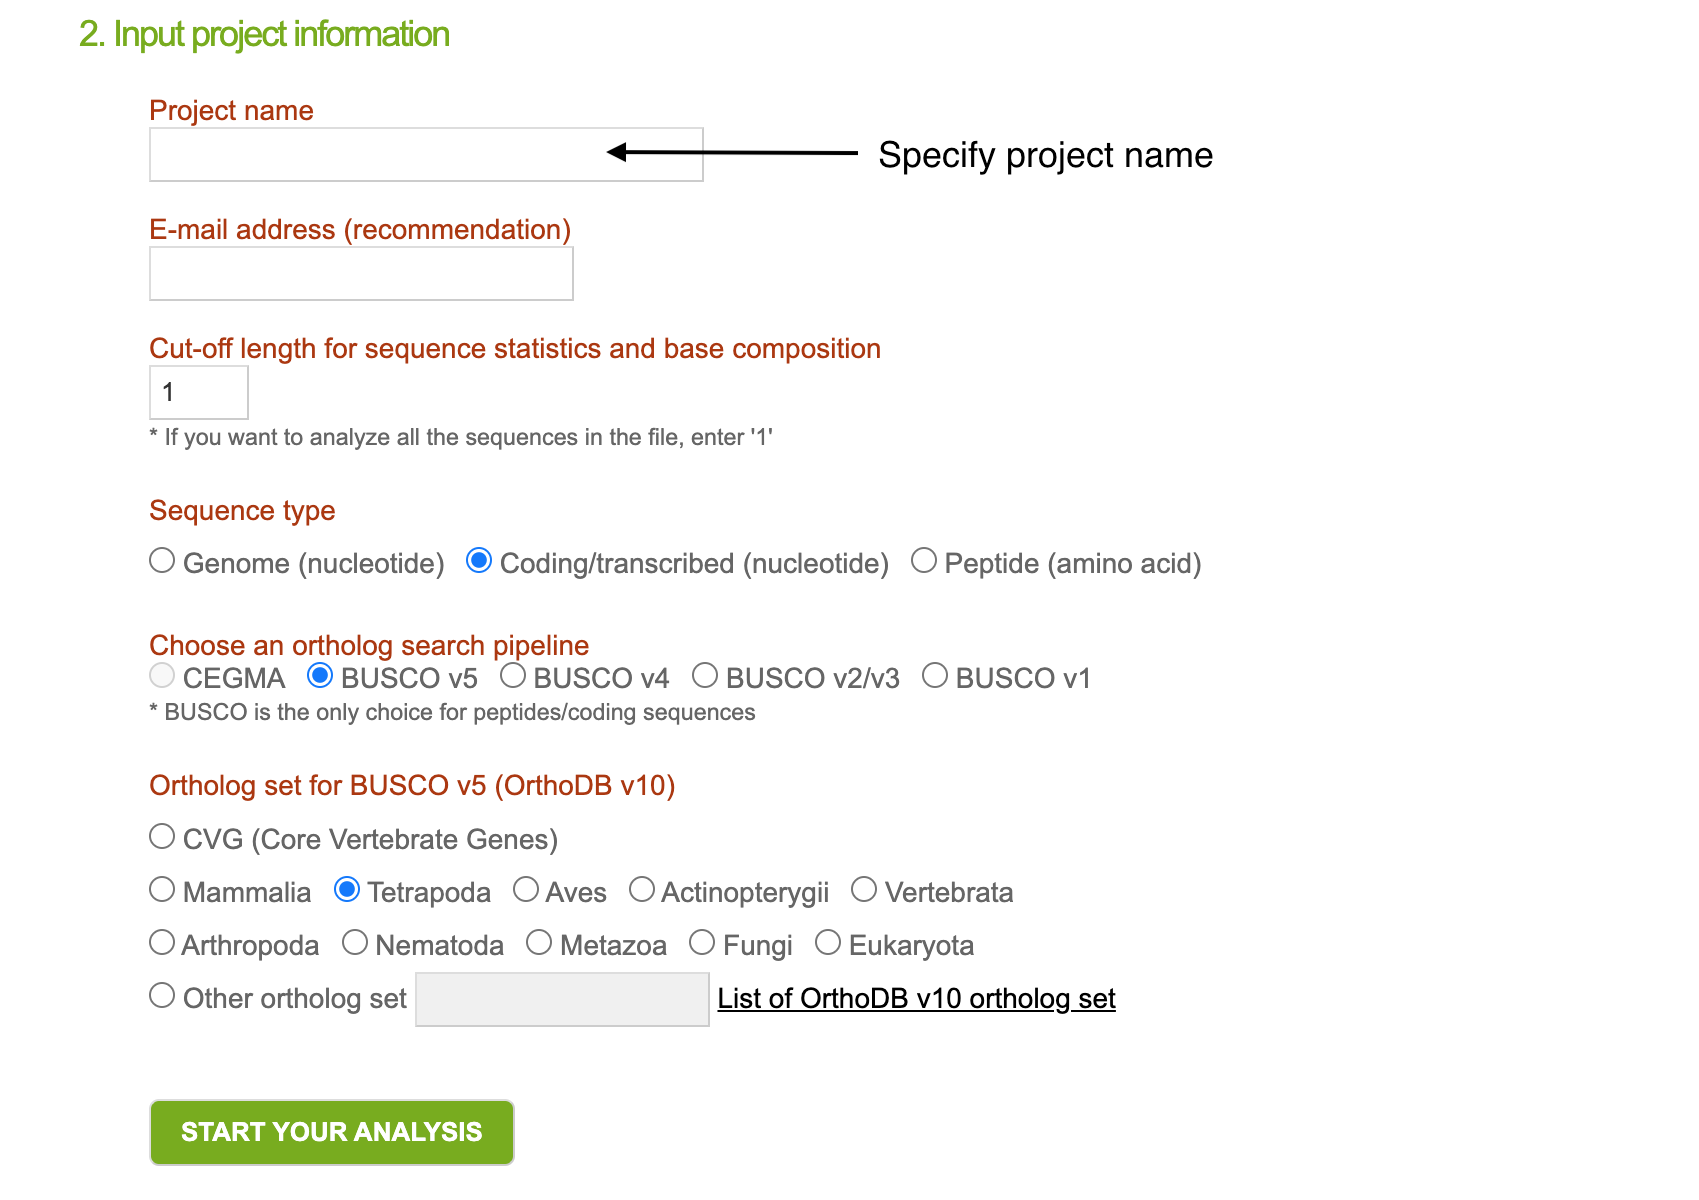 2. Input project information
Project name
Specify project name
E-mail address (recommendation)
Cut-off length for sequence statistics and base composition
1
* If you want to analyze all the sequences in the file, enter '1'
Sequence type
Genome (nucleotide) Coding/transcribed (nucleotide) Peptide (amino acid)
Choose an ortholog search pipeline
CEGMA BUSCO v5 BUSCO v4 BUSCO v2/v3 BUSCO v1
* BUSCO is the only choice for peptides/coding sequences
Ortholog set for BUSCO v5 (OrthoDB v10)
CVG (Core Vertebrate Genes)
Mammalia Tetrapoda Aves Actinopterygii Vertebrata
Arthropoda Nematoda Metazoa Fungi Eukaryota
Other ortholog set List of OrthoDB v10 ortholog set
START YOUR ANALYSIS